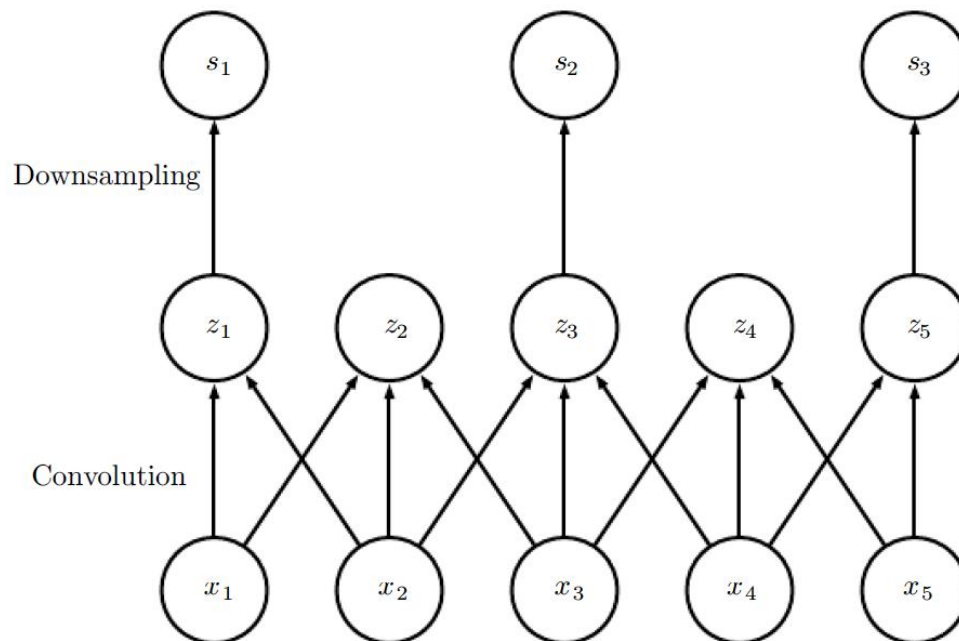 s1 s2 s3
Downsampling
z1 z2 z3 z4 z5
Convolution
x1 x2 x3 x4 x5